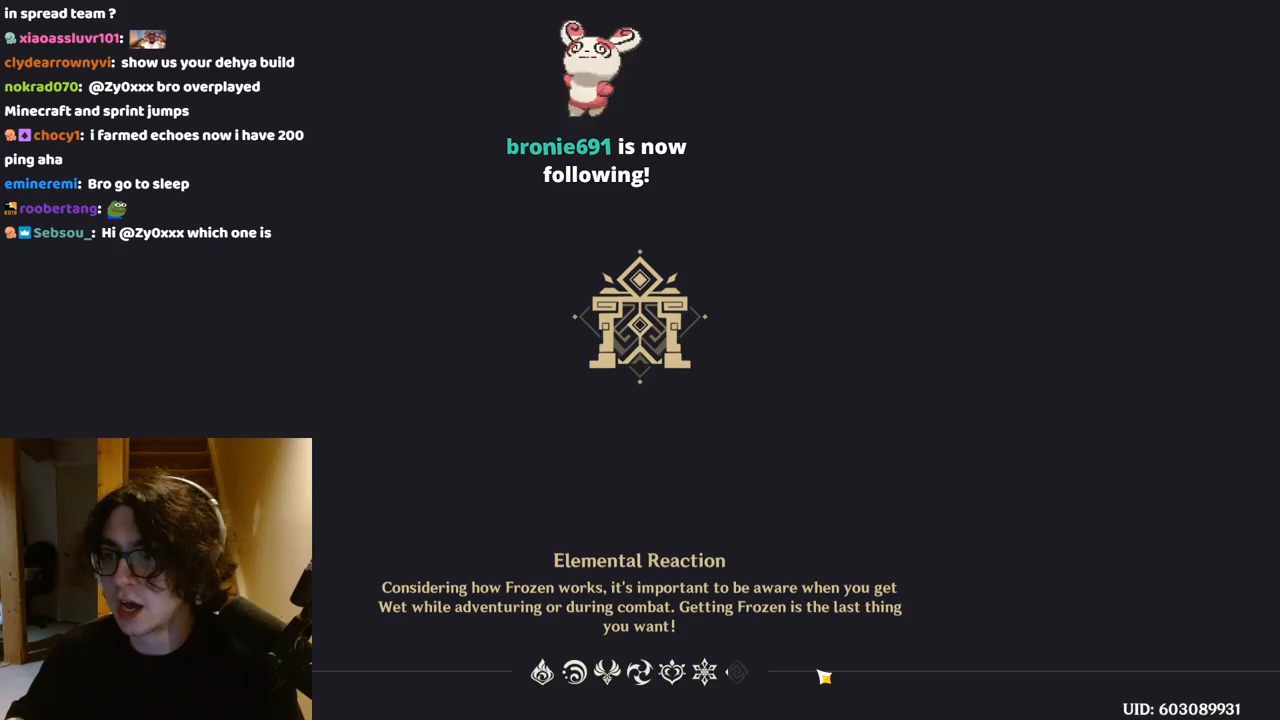 in spread team ?
xiaoassluvr101:
clydearrownyvi: show us your dehya build
nokrad070: @Zy0xxx bro overplayed
Minecraft and sprint jumps
chocy1: i farmed echoes now i have 200
ping aha
emineremi: Bro go to sleep
roobertang:
Sebsou_: Hi @Zy0xxx which one is
bronie691 is now
following!
Elemental Reaction
Considering how Frozen works, it's important to be aware when you get
Wet while adventuring or during combat. Getting Frozen is the last thing
you want!
UID: 603089931